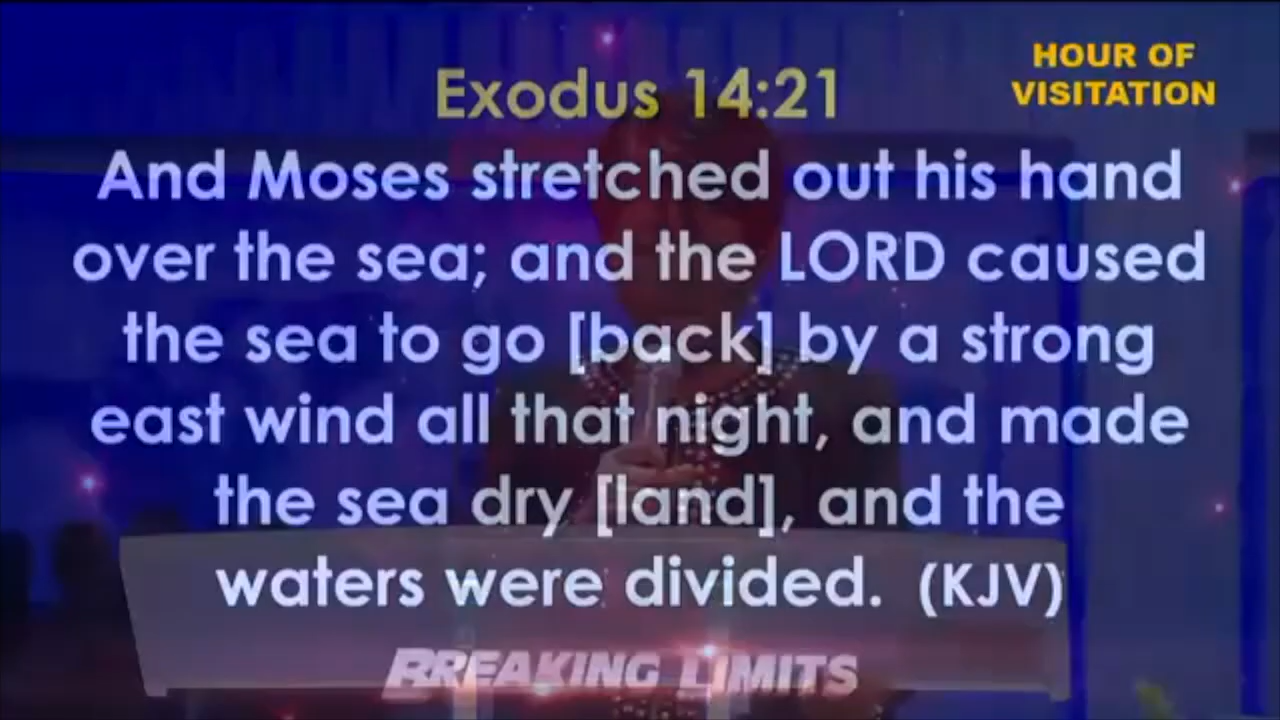 HOUR OF
VISITATION
Exodus 14:21
And Moses stretched out his hand
over the sea; and the LORD caused
the sea to go [back] by a strong
east wind all that night, and made
the sea dry [land], and the
waters were divided. (KJV)
BREAKING LIMITS